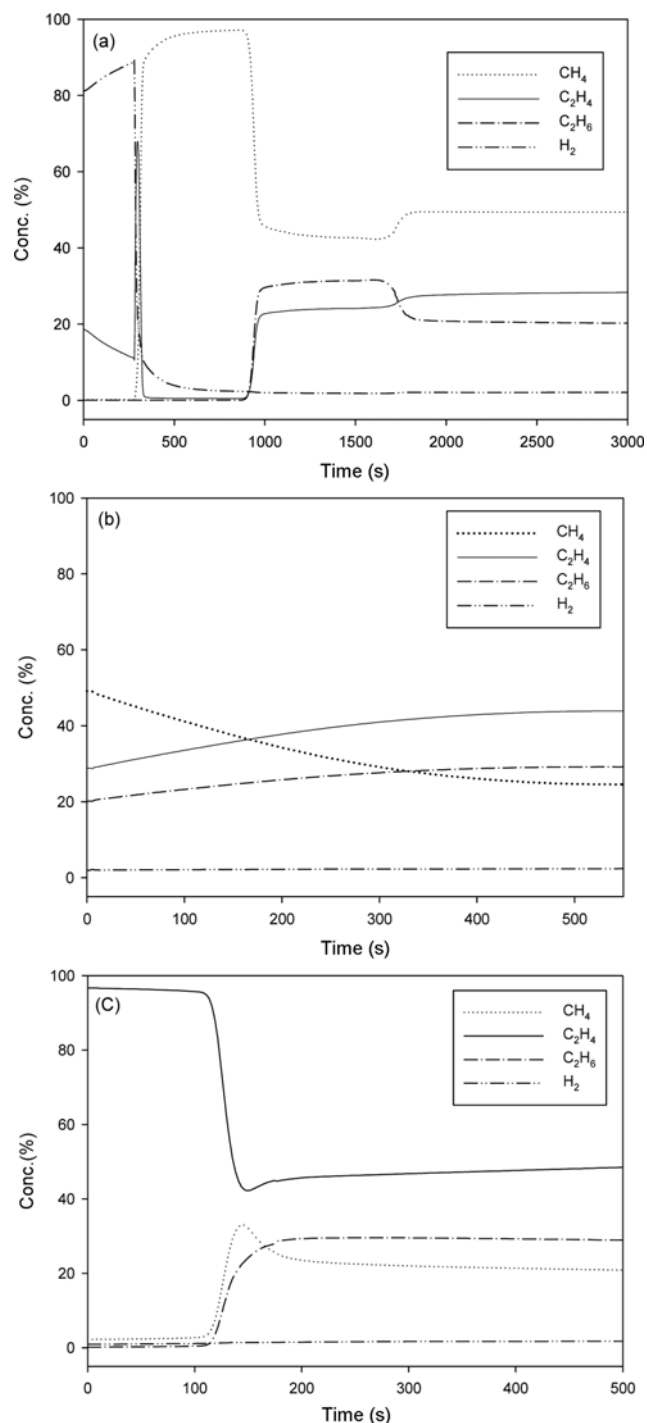 (a)
CH₄
C₂H₄
C₂H₆
H₂
100
80
60
40
20
0
Conc. (%)
0 500 1000 1500 2000 2500 3000
Time (s)
(b)
CH₄
C₂H₄
C₂H₆
H₂
100
80
60
40
20
0
Conc. (%)
0 100 200 300 400 500
Time (s)
(C)
CH₄
C₂H₄
C₂H₆
H₂
100
80
60
40
20
0
Conc.(%)
0 100 200 300 400 500
Time (s)